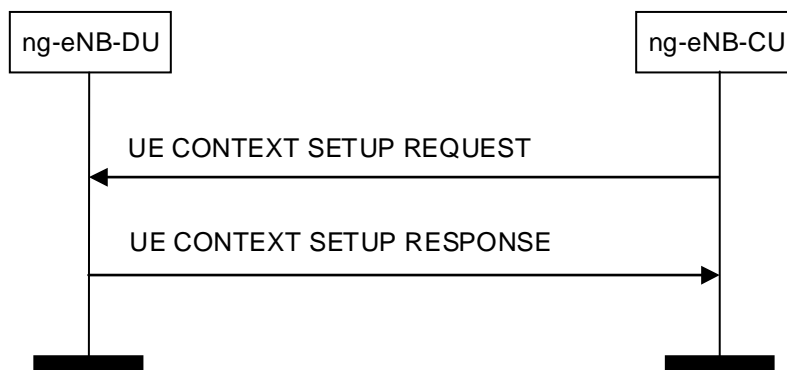 ng-eNB-DU
ng-eNB-CU
UE CONTEXT SETUP REQUEST
UE CONTEXT SETUP RESPONSE